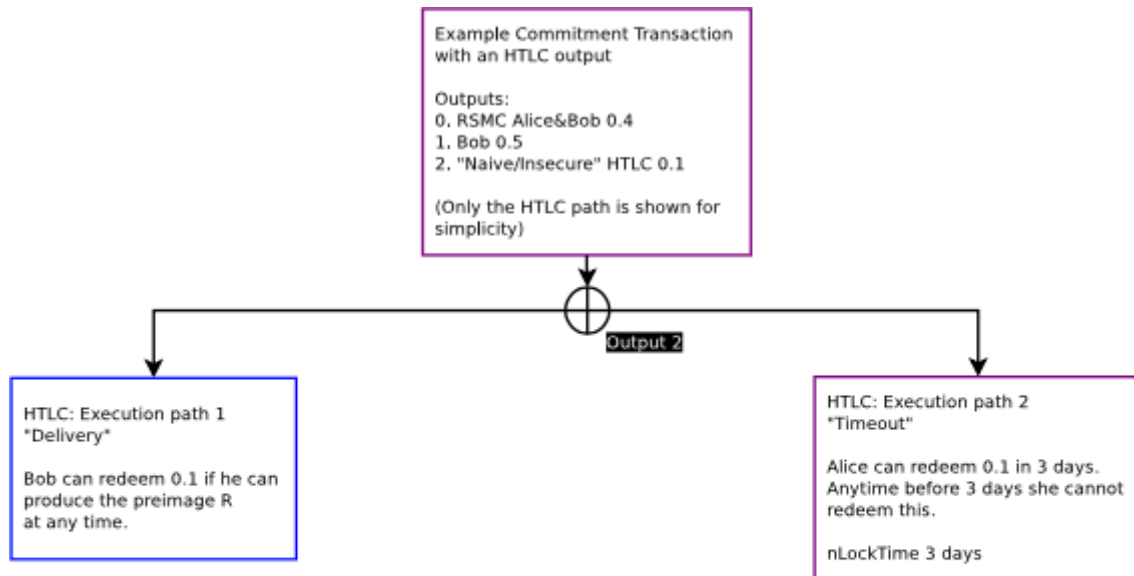 Example Commitment Transaction
with an HTLC output
Outputs:
0, RSMC Alice&Bob 0.4
1, Bob 0.5
2, "Naive/Insecure" HTLC 0.1
(Only the HTLC path is shown for
simplicity)
Output 2
HTLC: Execution path 1
"Delivery"
Bob can redeem 0.1 if he can
produce the preimage R
at any time.
HTLC: Execution path 2
"Timeout"
Alice can redeem 0.1 in 3 days.
Anytime before 3 days she cannot
redeem this.
nLockTime 3 days